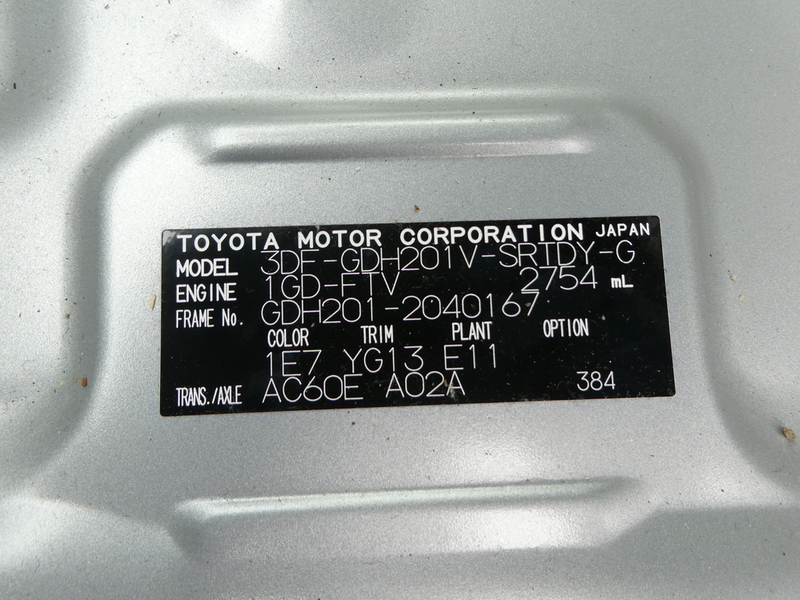 TOYOTA MOTOR CORPORATION JAPAN
MODEL 3DF-GDH201V-SRTDY-G
ENGINE 1GD-FTV 2754 mL
FRAME No. GDH201-2040167
COLOR TRIM PLANT OPTION
1E7 YG13 E11
TRANS./AXLE AC60E A02A 384